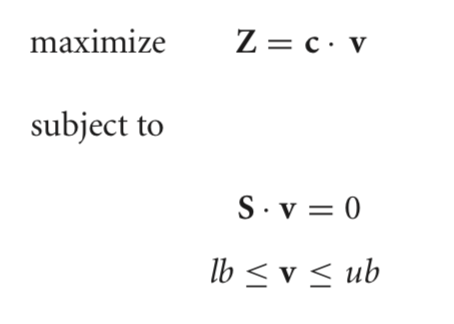 maximize Z = c · v
subject to
S · v = 0
lb ≤ v ≤ ub